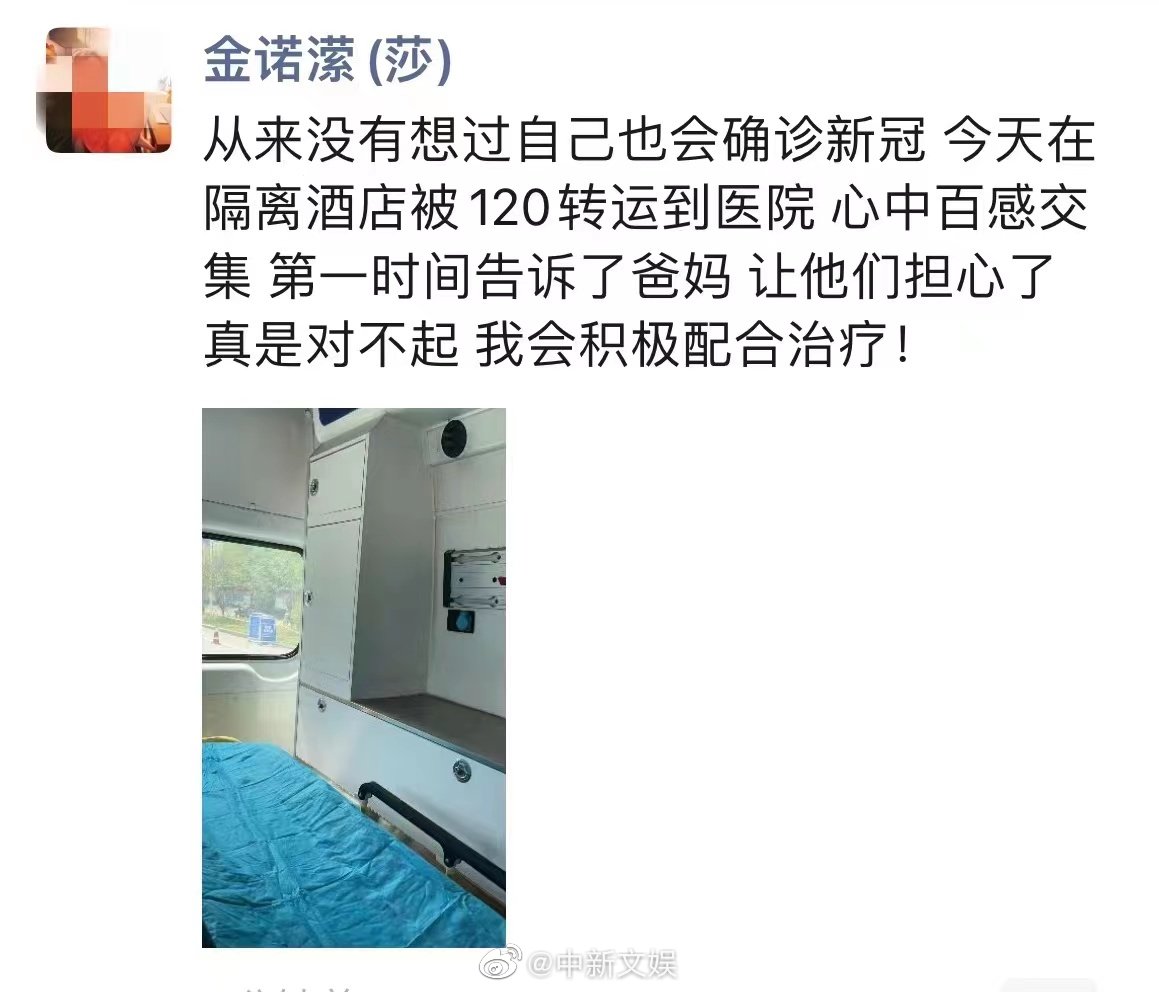 金诺潆(莎)
从来没有想过自己也会确诊新冠 今天在
隔离酒店被120转运到医院 心中百感交
集 第一时间告诉了爸妈 让他们担心了
真是对不起 我会积极配合治疗！
@中新文娱